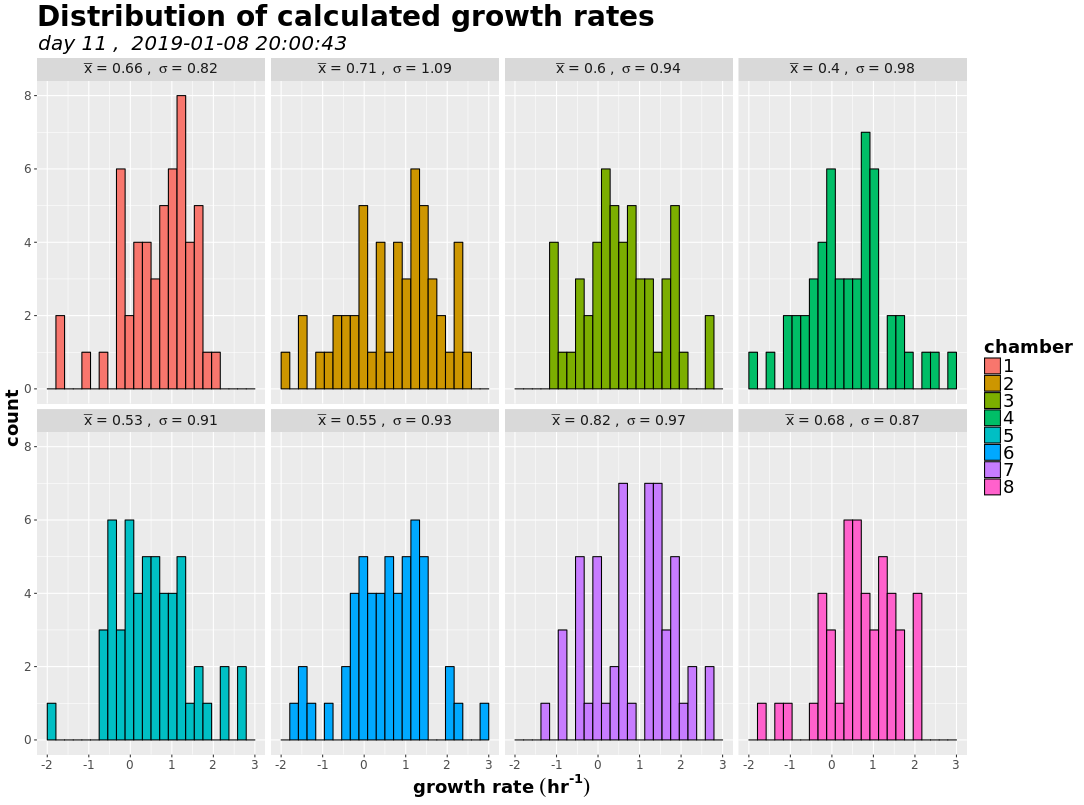 Distribution of calculated growth rates
day 11 ,  2019-01-08 20:00:43
x̅ = 0.66 ,  σ = 0.82
x̅ = 0.71 ,  σ = 1.09
x̅ = 0.6 ,  σ = 0.94
x̅ = 0.4 ,  σ = 0.98
8
6
4
2
0
x̅ = 0.53 ,  σ = 0.91
x̅ = 0.55 ,  σ = 0.93
x̅ = 0.82 ,  σ = 0.97
x̅ = 0.68 ,  σ = 0.87
8
6
4
2
0
-2 -1 0 1 2 3
-2 -1 0 1 2 3
-2 -1 0 1 2 3
-2 -1 0 1 2 3
count
growth rate (hr⁻¹)
chamber
1
2
3
4
5
6
7
8